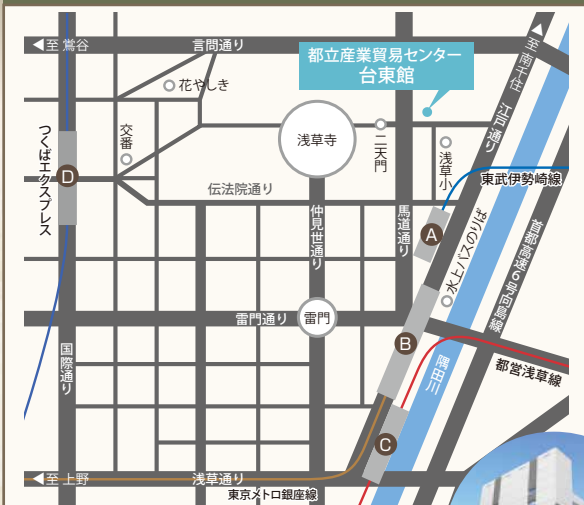 ◀至 鶯谷
言問通り
都立産業貿易センター
台東館
▲至 南千住
江戸通り
花やしき
交番
浅草寺
二天門
浅草小
つくばエクスプレス
D
伝法院通り
東武伊勢崎線
仲見世通り
馬道通り
A
水上バスのりば
首都高速6号向島線
雷門通り
雷門
B
国際通り
隅田川
都営浅草線
C
◀至 上野
浅草通り
東京メトロ銀座線